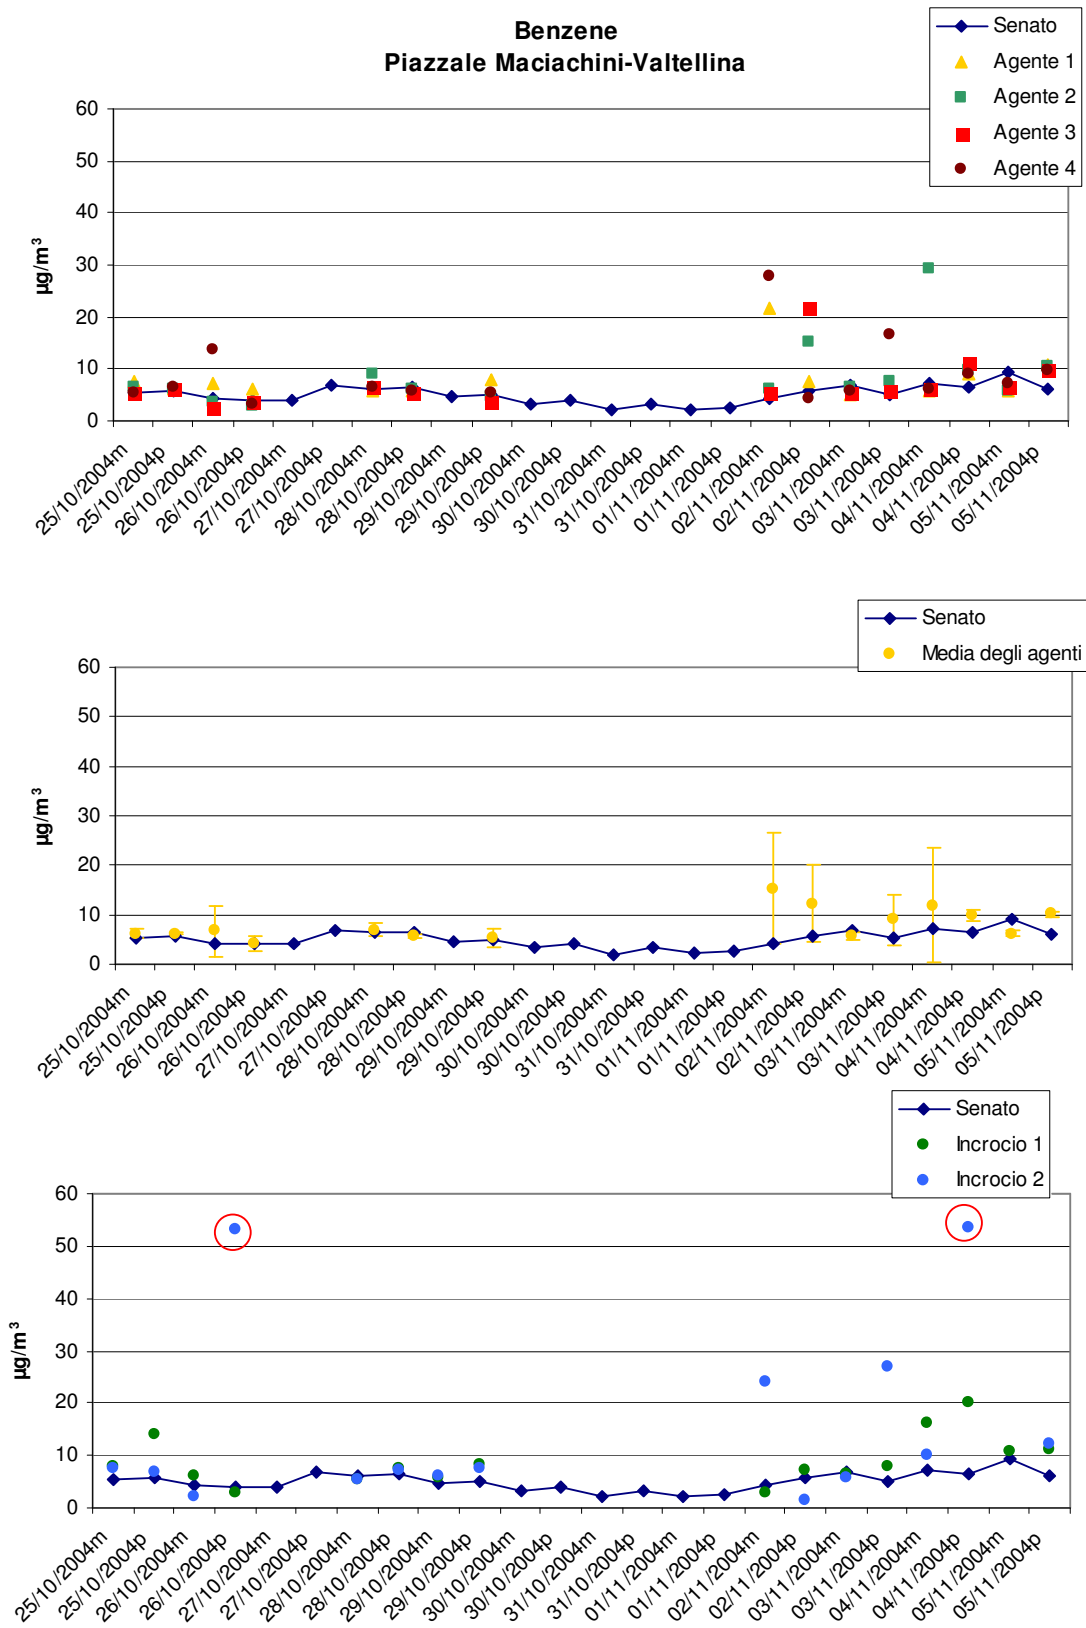 Benzene
Piazzale Maciachini-Valtellina
Senato
Agente 1
Agente 2
Agente 3
Agente 4
60
50
40
30
20
10
0
µg/m³
25/10/2004m
25/10/2004p
26/10/2004m
26/10/2004p
27/10/2004m
27/10/2004p
28/10/2004m
28/10/2004p
29/10/2004m
29/10/2004p
30/10/2004m
30/10/2004p
31/10/2004m
31/10/2004p
01/11/2004m
01/11/2004p
02/11/2004m
02/11/2004p
03/11/2004m
03/11/2004p
04/11/2004m
04/11/2004p
05/11/2004m
05/11/2004p
Senato
Media degli agenti
60
50
40
30
20
10
0
µg/m³
25/10/2004m
25/10/2004p
26/10/2004m
26/10/2004p
27/10/2004m
27/10/2004p
28/10/2004m
28/10/2004p
29/10/2004m
29/10/2004p
30/10/2004m
30/10/2004p
31/10/2004m
31/10/2004p
01/11/2004m
01/11/2004p
02/11/2004m
02/11/2004p
03/11/2004m
03/11/2004p
04/11/2004m
04/11/2004p
05/11/2004m
05/11/2004p
Senato
Incrocio 1
Incrocio 2
60
50
40
30
20
10
0
µg/m³
25/10/2004m
25/10/2004p
26/10/2004m
26/10/2004p
27/10/2004m
27/10/2004p
28/10/2004m
28/10/2004p
29/10/2004m
29/10/2004p
30/10/2004m
30/10/2004p
31/10/2004m
31/10/2004p
01/11/2004m
01/11/2004p
02/11/2004m
02/11/2004p
03/11/2004m
03/11/2004p
04/11/2004m
04/11/2004p
05/11/2004m
05/11/2004p